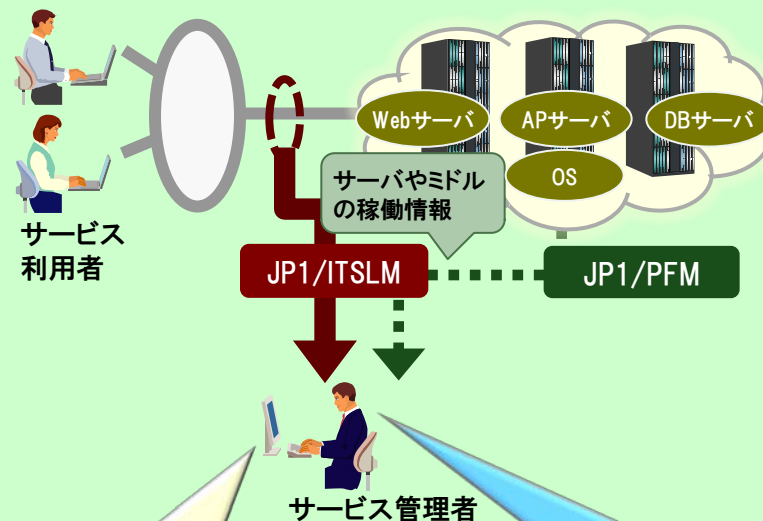 Webサーバ
APサーバ
DBサーバ
OS
サーバやミドル
の稼働情報
サービス
利用者
JP1/ITSLM
JP1/PFM
サービス管理者